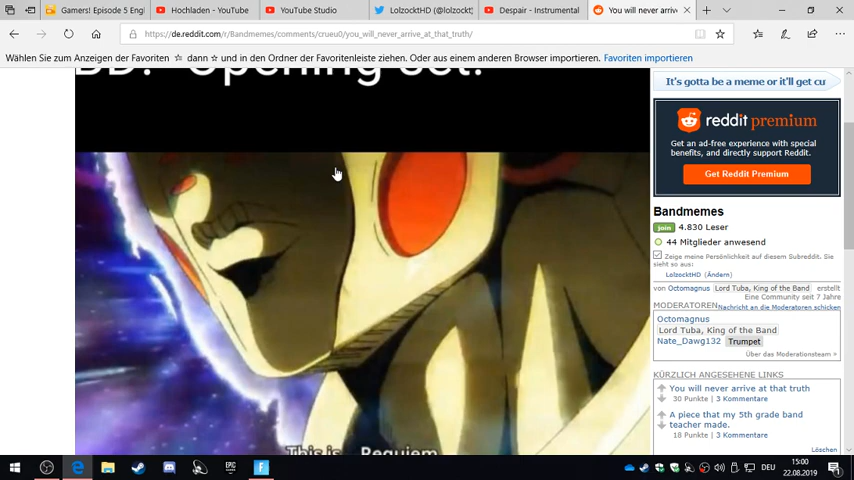 Gamers! Episode 5 Engl
Hochladen - YouTube
YouTube Studio
LolzocktHD (@lolzockt
Despair - Instrumental
You will never arriv
https://de.reddit.com/r/Bandmemes/comments/crueu0/you_will_never_arrive_at_that_truth/
Wählen Sie zum Anzeigen der Favoriten ☆ dann ☆ und in den Ordner der Favoritenleiste ziehen. Oder aus einem anderen Browser importieren. Favoriten importieren
BD: "Opening Set.
This is... Requiem
It's gotta be a meme or it'll get cu
reddit premium
Get an ad-free experience with special
benefits, and directly support Reddit.
Get Reddit Premium
Bandmemes
join 4.830 Leser
44 Mitglieder anwesend
Zeige meine Persönlichkeit auf diesem Subreddit. Sie
sieht so aus:
LolzocktHD (Ändern)
von Octomagnus Lord Tuba, King of the Band erstellt
Eine Community seit 7 Jahre
MODERATOREN Nachricht an die Moderatoren schicken
Octomagnus
Lord Tuba, King of the Band
Nate_Dawg132 Trumpet
Über das Moderationsteam »
KÜRZLICH ANGESEHENE LINKS
You will never arrive at that truth
30 Punkte | 3 Kommentare
A piece that my 5th grade band
teacher made.
18 Punkte | 3 Kommentare
Löschen
EPIC
DEU
15:00
22.08.2019